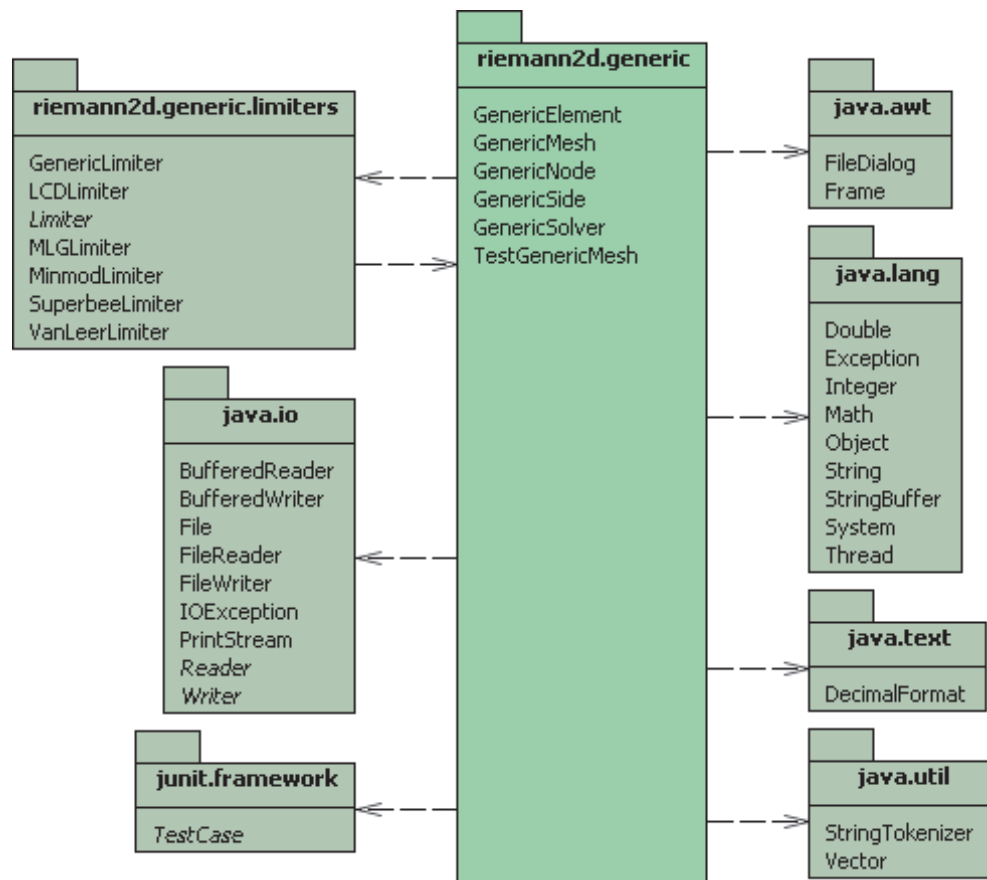 riemann2d.generic.limiters
GenericLimiter
LCDLimiter
Limiter
MLGLimiter
MinmodLimiter
SuperbeeLimiter
VanLeerLimiter
java.io
BufferedReader
BufferedWriter
File
FileReader
FileWriter
IOException
PrintStream
Reader
Writer
junit.framework
TestCase
riemann2d.generic
GenericElement
GenericMesh
GenericNode
GenericSide
GenericSolver
TestGenericMesh
java.awt
FileDialog
Frame
java.lang
Double
Exception
Integer
Math
Object
String
StringBuffer
System
Thread
java.text
DecimalFormat
java.util
StringTokenizer
Vector